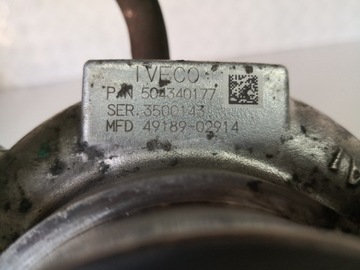 IVECO
P/N 504340177
SER.3500143
MFD 49189-02914